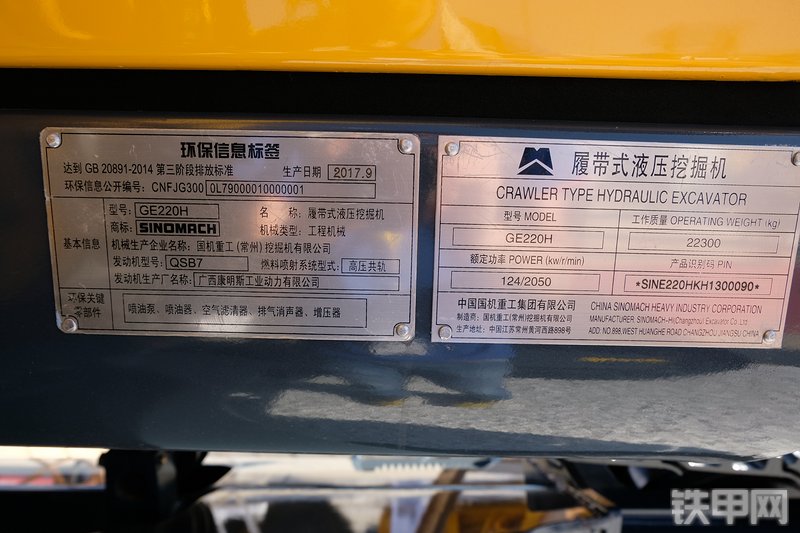 环保信息标签
达到 GB 20891-2014 第三阶段排放标准 生产日期 2017.9
环保信息公开编号: CNFJG300 0L79000010000001
基本信息
型号: GE220H 名 称: 履带式液压挖掘机
商标: SINOMACH 机械类型: 工程机械
机械生产企业名称: 国机重工(常州)挖掘机有限公司
发动机型号: QSB7 燃料喷射系统型式: 高压共轨
发动机生产厂名称: 广西康明斯工业动力有限公司
环保关键零部件
喷油泵、喷油器、空气滤清器、排气消声器、增压器
履带式液压挖掘机
CRAWLER TYPE HYDRAULIC EXCAVATOR
型号 MODEL 工作质量 OPERATING WEIGHT (kg)
GE220H 22300
额定功率 POWER (kw/r/min) 产品识别码 PIN
124/2050 *SINE220HKH1300090*
中国国机重工集团有限公司 CHINA SINOMACH HEAVY INDUSTRY CORPORATION
制造商: 国机重工(常州)挖掘机有限公司 MANUFACTURER: SINOMACH-HI(Changzhou) Excavator Co.,Ltd
生产地址: 中国江苏常州黄河西路898号 ADD: NO.898,WEST HUANGHE ROAD CHANGZHOU JIANGSU CHINA
铁甲网